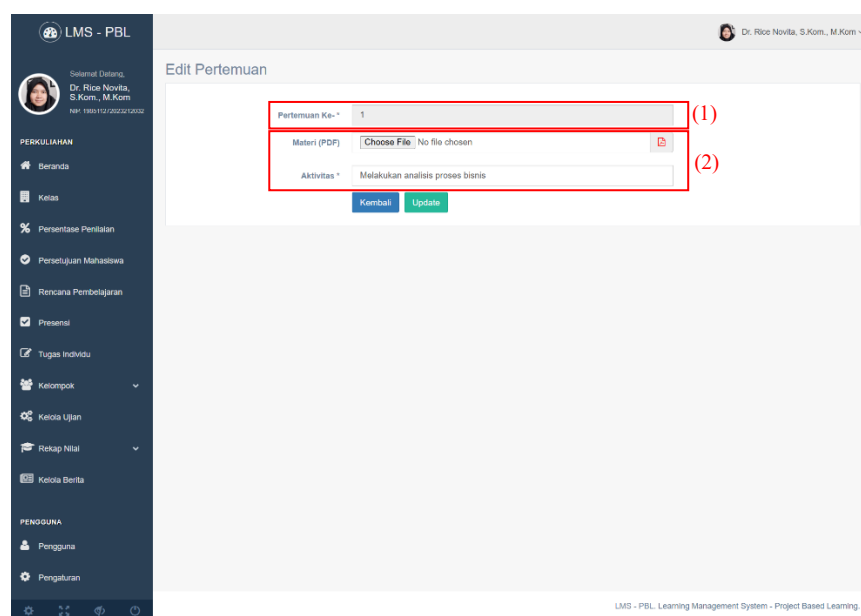 LMS - PBL
Dr. Rice Novita, S.Kom., M.Kom
Selamat Datang,
Dr. Rice Novita,
S.Kom., M.Kom
Edit Pertemuan
Pertemuan Ke- * 1
(1)
Materi (PDF) Choose File No file chosen
(2)
Aktivitas * Melakukan analisis proses bisnis
Kembali Update
PERKULIAHAN
Beranda
Kelas
Persentase Penilaian
Persetujuan Mahasiswa
Rencana Pembelajaran
Presensi
Tugas Individu
Kelompok
Kelola Ujian
Rekap Nilai
Kelola Berita
PENGGUNA
Pengguna
Pengaturan
LMS - PBL. Learning Management System - Project Based Learning.